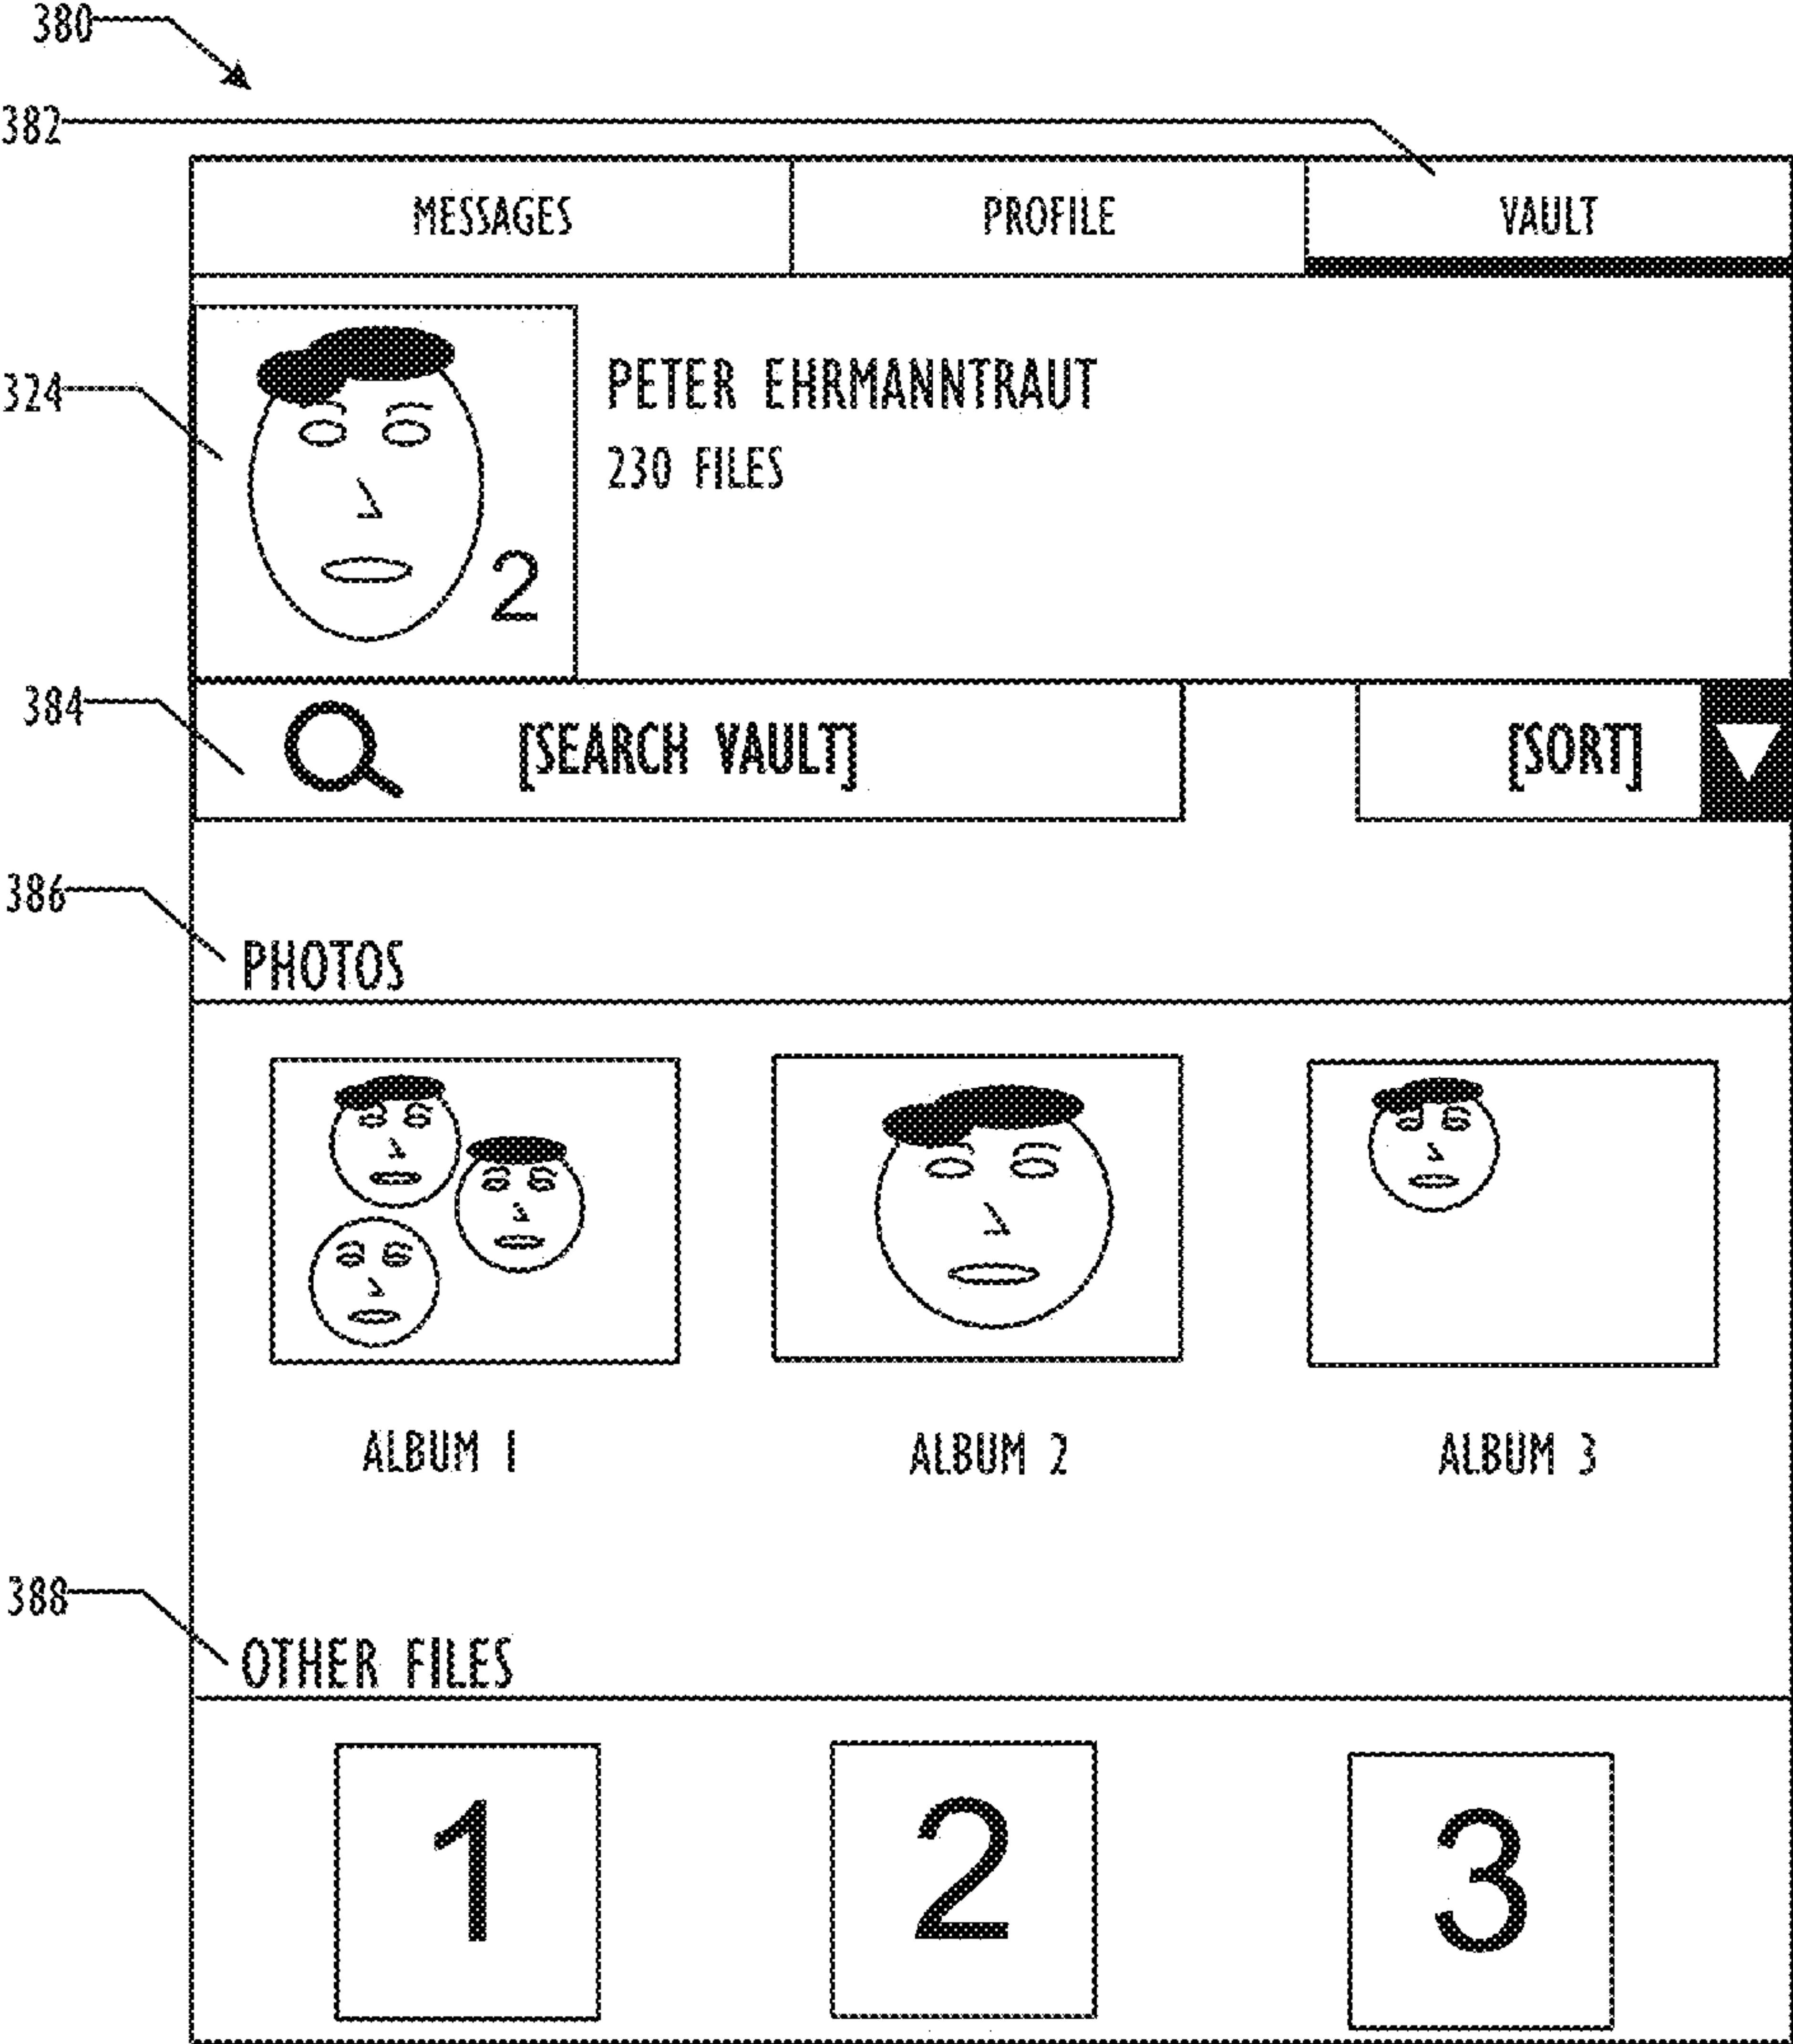 380
382
MESSAGES PROFILE VAULT
324
PETER EHRMANNTRAUT
230 FILES
2
384
[SEARCH VAULT] [SORT]
386
PHOTOS
ALBUM 1 ALBUM 2 ALBUM 3
388
OTHER FILES
1 2 3